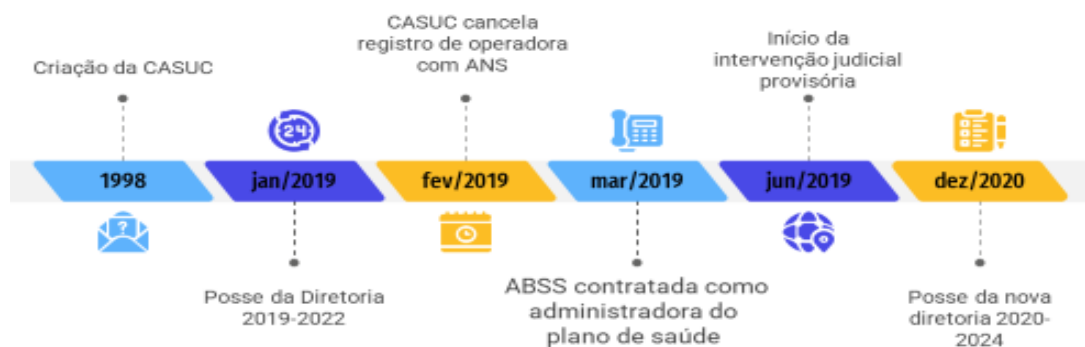 CASUC cancela
registro de operadora
com ANS
Início da
intervenção judicial
provisória
Criação da CASUC
24
1998
jan/2019
fev/2019
mar/2019
jun/2019
dez/2020
?
Posse da Diretoria
2019-2022
ABSS contratada como
administradora do
plano de saúde
Posse da nova
diretoria 2020-
2024